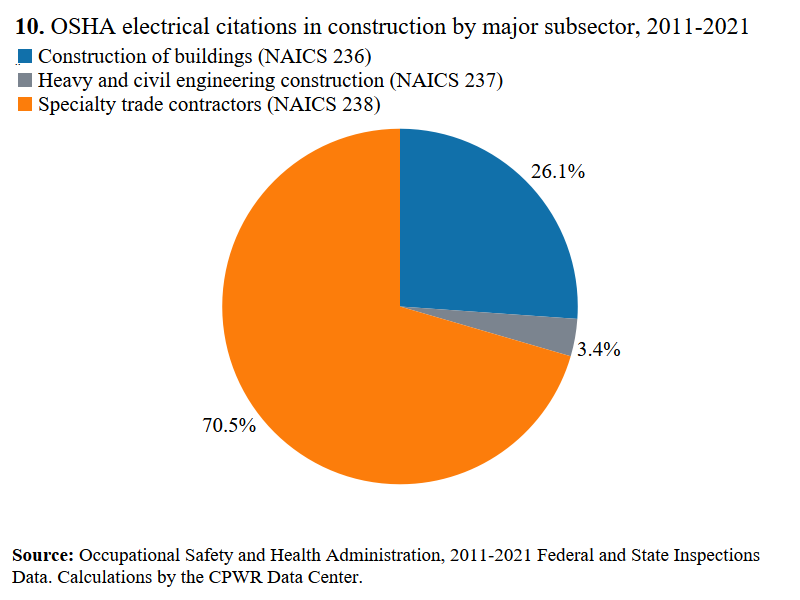 10. OSHA electrical citations in construction by major subsector, 2011-2021
Construction of buildings (NAICS 236)
Heavy and civil engineering construction (NAICS 237)
Specialty trade contractors (NAICS 238)
26.1%
3.4%
70.5%
Source: Occupational Safety and Health Administration, 2011-2021 Federal and State Inspections
Data. Calculations by the CPWR Data Center.